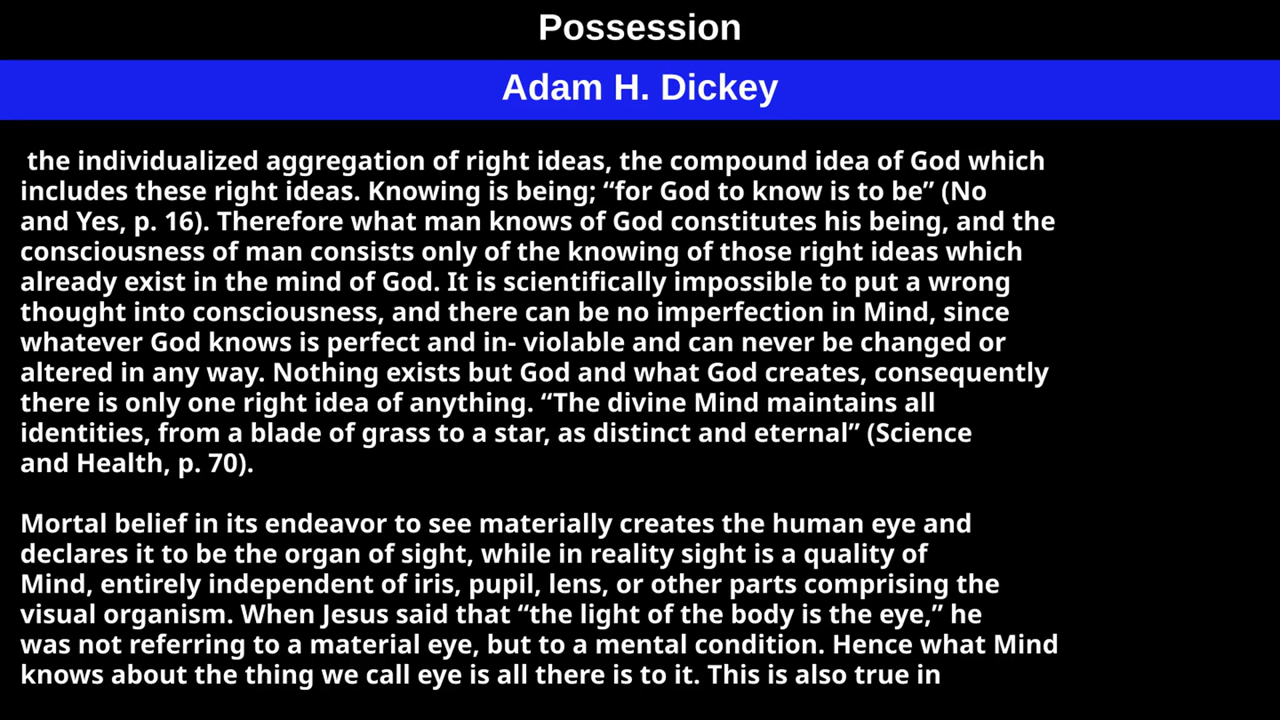 Possession
Adam H. Dickey
the individualized aggregation of right ideas, the compound idea of God which
includes these right ideas. Knowing is being; “for God to know is to be” (No
and Yes, p. 16). Therefore what man knows of God constitutes his being, and the
consciousness of man consists only of the knowing of those right ideas which
already exist in the mind of God. It is scientifically impossible to put a wrong
thought into consciousness, and there can be no imperfection in Mind, since
whatever God knows is perfect and in- violable and can never be changed or
altered in any way. Nothing exists but God and what God creates, consequently
there is only one right idea of anything. “The divine Mind maintains all
identities, from a blade of grass to a star, as distinct and eternal” (Science
and Health, p. 70).
Mortal belief in its endeavor to see materially creates the human eye and
declares it to be the organ of sight, while in reality sight is a quality of
Mind, entirely independent of iris, pupil, lens, or other parts comprising the
visual organism. When Jesus said that “the light of the body is the eye,” he
was not referring to a material eye, but to a mental condition. Hence what Mind
knows about the thing we call eye is all there is to it. This is also true in